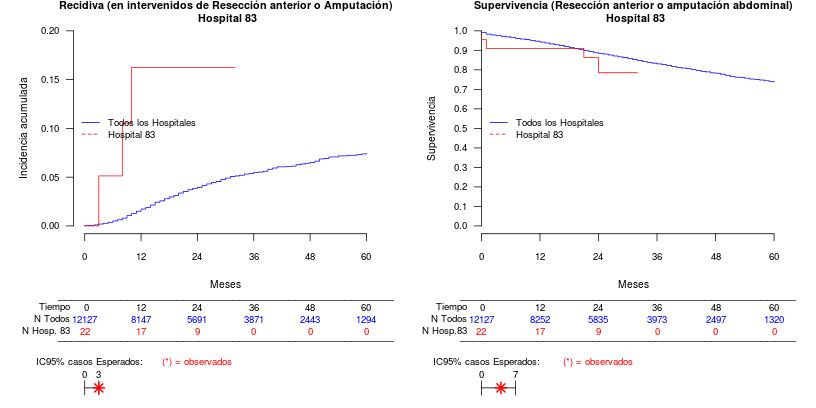 Recidiva (en intervenidos de Resección anterior o Amputación)
Hospital 83
Incidencia acumulada
0.20
0.15
0.10
0.05
0.00
Todos los Hospitales
Hospital 83
0 12 24 36 48 60
Meses
Tiempo 0 12 24 36 48 60
N Todos 12127 8147 5691 3871 2443 1294
N Hosp. 83 22 17 9 0 0 0
IC95% casos Esperados: (*) = observados
0 3
Supervivencia (Resección anterior o amputación abdominal)
Hospital 83
Supervivencia
1.0
0.9
0.8
0.7
0.6
0.5
0.4
0.3
0.2
0.1
0.0
Todos los Hospitales
Hospital 83
0 12 24 36 48 60
Meses
Tiempo 0 12 24 36 48 60
N Todos 12127 8252 5835 3973 2497 1320
N Hosp.83 22 17 9 0 0 0
IC95% casos Esperados: (*) = observados
0 7